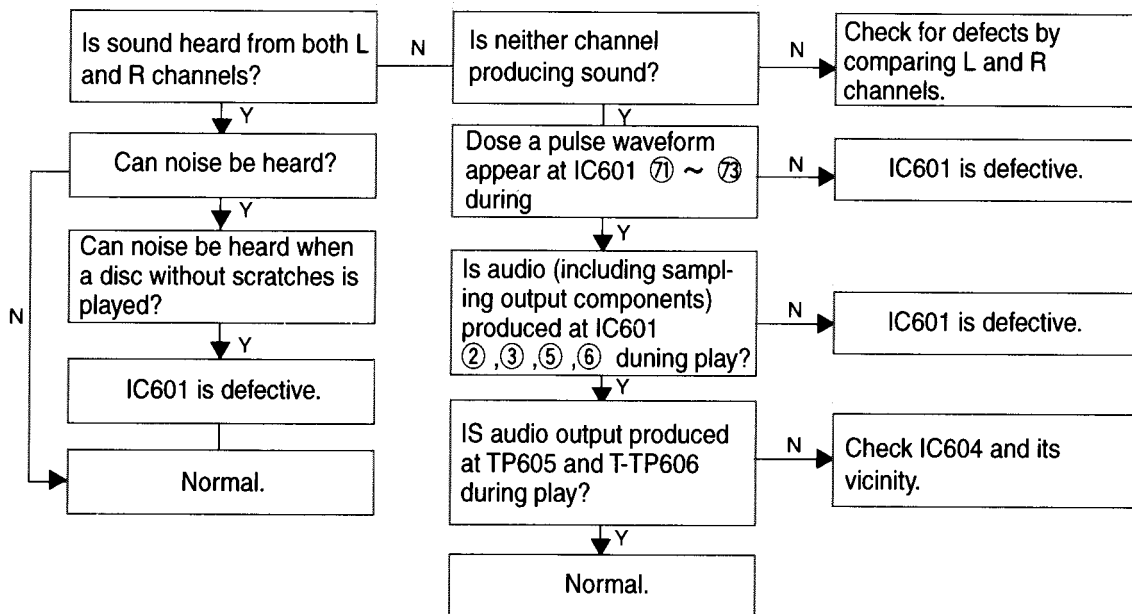 Is sound heard from both L
and R channels?
N
Is neither channel
producing sound?
N
Check for defects by
comparing L and R
channels.
Y
Y
Can noise be heard?
Dose a pulse waveform
appear at IC601 ㉛ ~ ㉝
during
N
IC601 is defective.
Y
Y
Can noise be heard when
a disc without scratches is
played?
N
Is audio (including sampl-
ing output components)
produced at IC601
②,③,⑤,⑥ duning play?
N
IC601 is defective.
Y
Y
IC601 is defective.
IS audio output produced
at TP605 and T-TP606
during play?
N
Check IC604 and its
vicinity.
Normal.
Y
Normal.